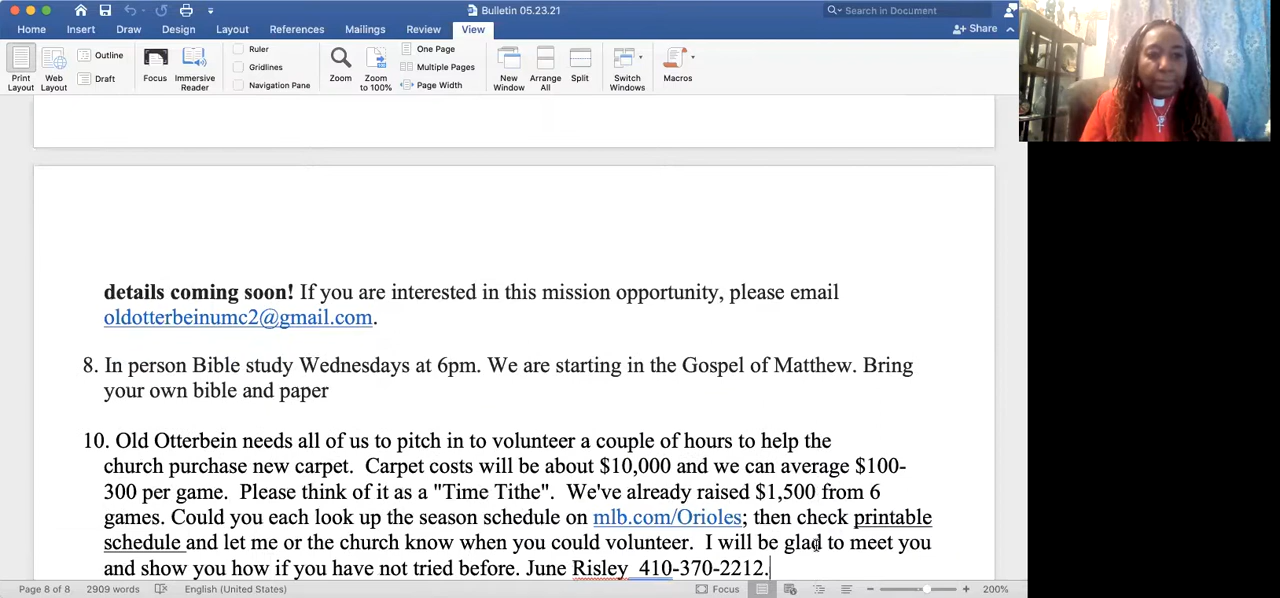 Bulletin 05.23.21
Search in Document
Home Insert Draw Design Layout References Mailings Review View Share
Print Layout
Web Layout
Outline
Draft
Focus
Immersive Reader
Ruler
Gridlines
Navigation Pane
Zoom
Zoom to 100%
One Page
Multiple Pages
Page Width
New Window
Arrange All
Split
Switch Windows
Macros
details coming soon! If you are interested in this mission opportunity, please email
oldotterbeinumc2@gmail.com.
8. In person Bible study Wednesdays at 6pm. We are starting in the Gospel of Matthew. Bring
your own bible and paper
10. Old Otterbein needs all of us to pitch in to volunteer a couple of hours to help the
church purchase new carpet.  Carpet costs will be about $10,000 and we can average $100-
300 per game.  Please think of it as a "Time Tithe".  We've already raised $1,500 from 6
games. Could you each look up the season schedule on mlb.com/Orioles; then check printable
schedule and let me or the church know when you could volunteer.  I will be glad to meet you
and show you how if you have not tried before. June Risley  410-370-2212.
Page 8 of 8 2909 words English (United States) Focus 200%